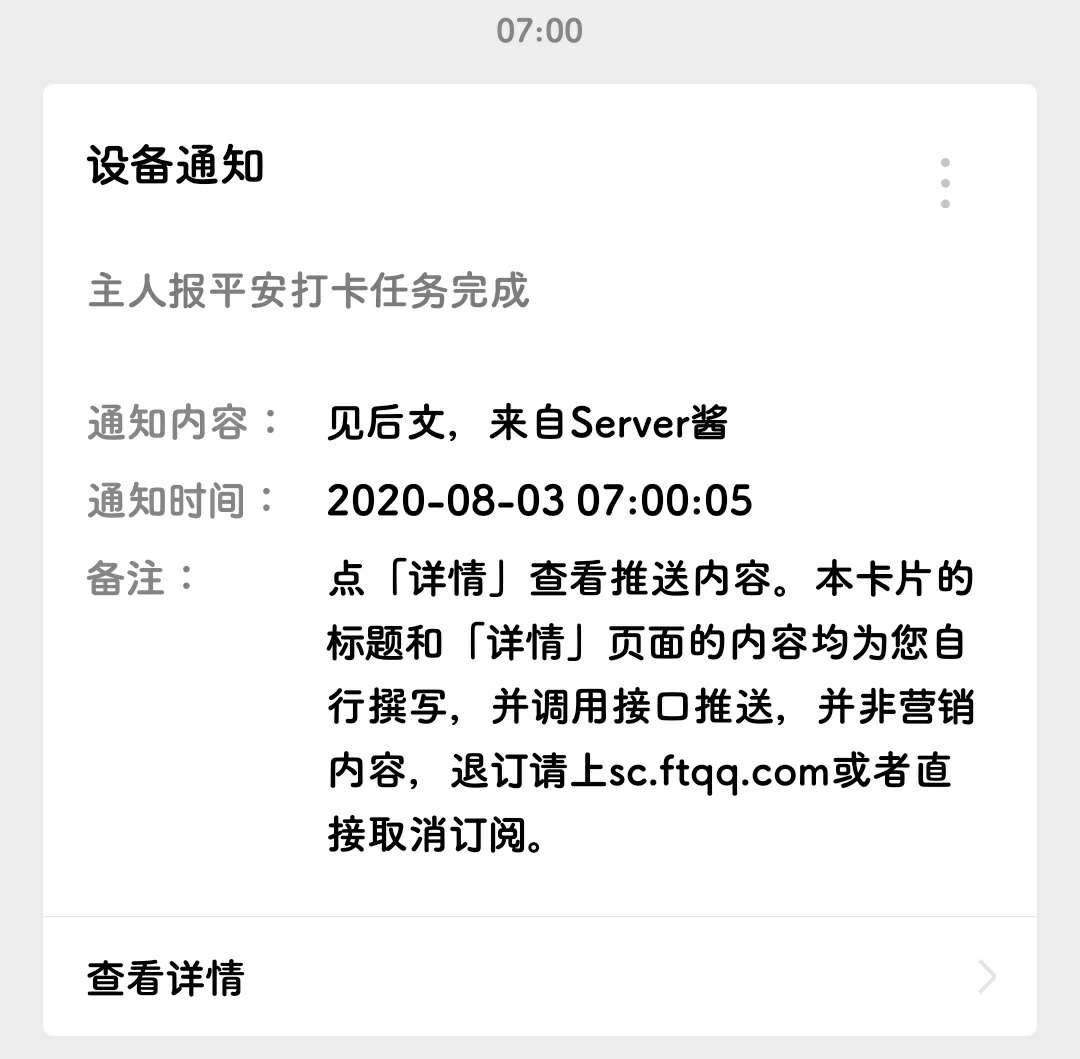 07:00
设备通知
主人报平安打卡任务完成
通知内容：
见后文，来自Server酱
通知时间：
2020-08-03 07:00:05
备注：
点「详情」查看推送内容。本卡片的
标题和「详情」页面的内容均为您自
行撰写，并调用接口推送，并非营销
内容，退订请上sc.ftqq.com或者直
接取消订阅。
查看详情